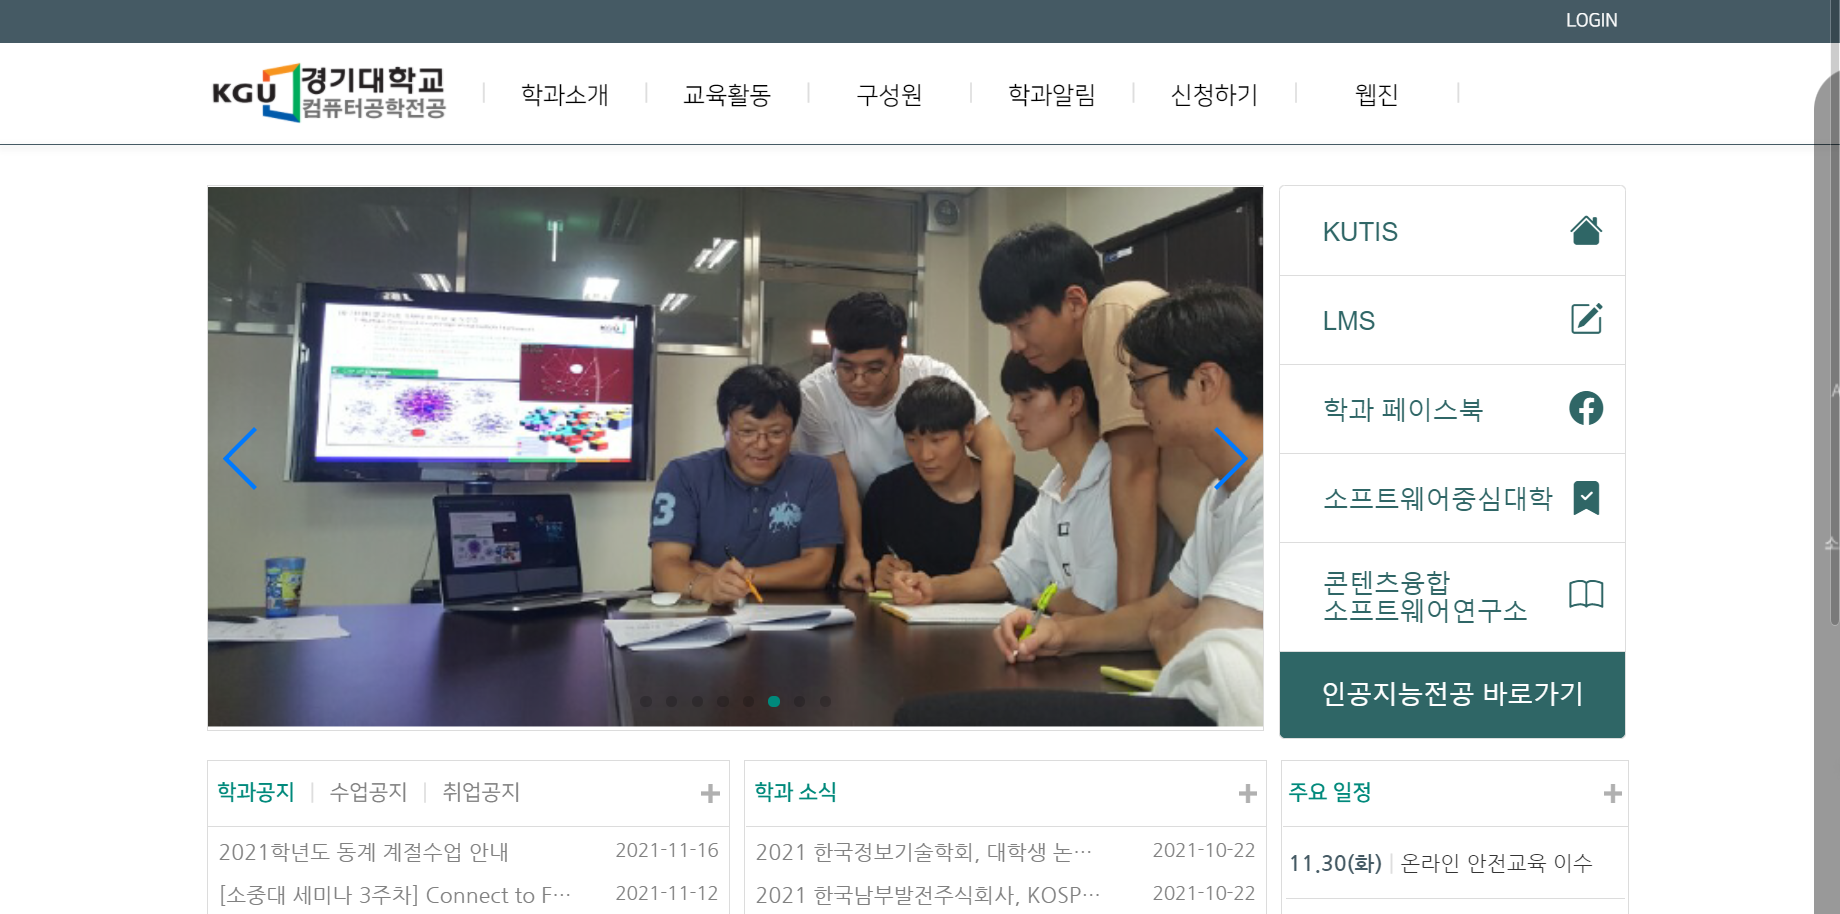 LOGIN
KGU 경기대학교
컴퓨터공학전공
학과소개
교육활동
구성원
학과알림
신청하기
웹진
KGU
3
KUTIS
LMS
학과 페이스북
소프트웨어중심대학
콘텐츠융합
소프트웨어연구소
인공지능전공 바로가기
학과공지 수업공지 취업공지
2021학년도 동계 계절수업 안내 2021-11-16
[소중대 세미나 3주차] Connect to F··· 2021-11-12
학과 소식
2021 한국정보기술학회, 대학생 논··· 2021-10-22
2021 한국남부발전주식회사, KOSP··· 2021-10-22
주요 일정
11.30(화) 온라인 안전교육 이수